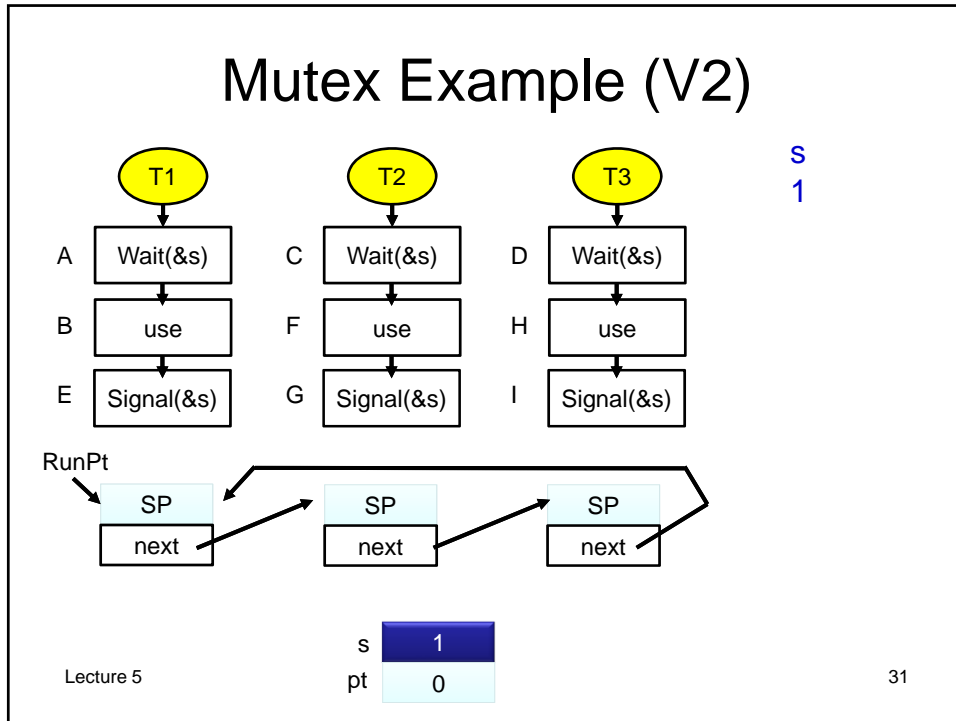 Mutex Example (V2)
s
1
T1 T2 T3
A Wait(&s) C Wait(&s) D Wait(&s)
B use F use H use
E Signal(&s) G Signal(&s) I Signal(&s)
RunPt
SP SP SP
next next next
s 1
pt 0
Lecture 5 31